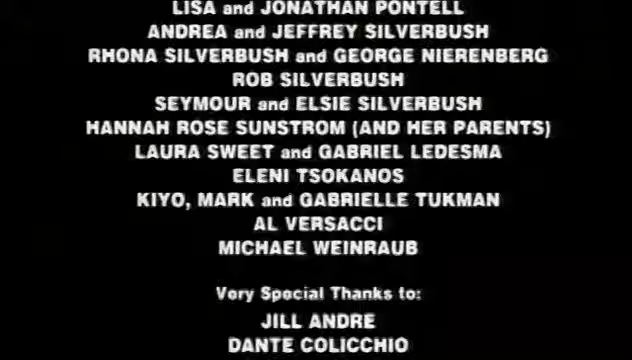 LISA and JONATHAN PONTELL
ANDREA and JEFFREY SILVERBUSH
RHONA SILVERBUSH and GEORGE NIERENBERG
ROB SILVERBUSH
SEYMOUR and ELSIE SILVERBUSH
HANNAH ROSE SUNSTROM (AND HER PARENTS)
LAURA SWEET and GABRIEL LEDESMA
ELENI TSOKANOS
KIYO, MARK and GABRIELLE TUKMAN
AL VERSACCI
MICHAEL WEINRAUB
Very Special Thanks to:
JILL ANDRE
DANTE COLICCHIO